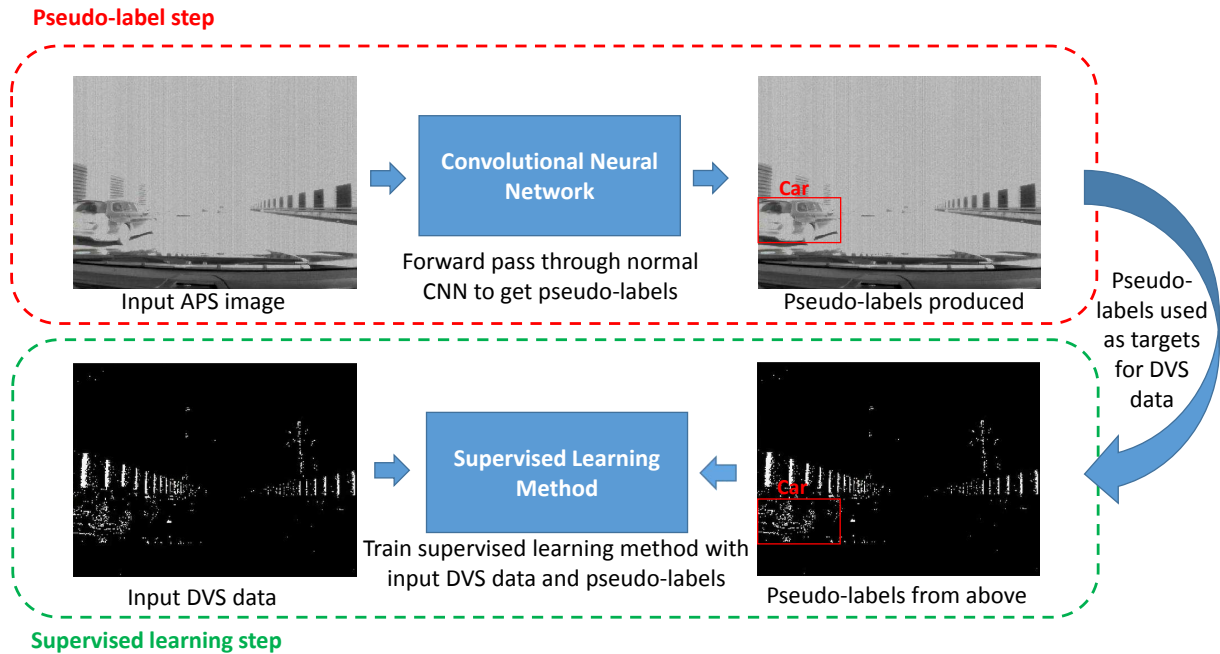 Pseudo-label step
Convolutional Neural
Network
Car
Forward pass through normal
CNN to get pseudo-labels
Input APS image
Pseudo-labels produced
Pseudo-
labels used
as targets
for DVS
data
Supervised Learning
Method
Car
Train supervised learning method with
input DVS data and pseudo-labels
Input DVS data
Pseudo-labels from above
Supervised learning step